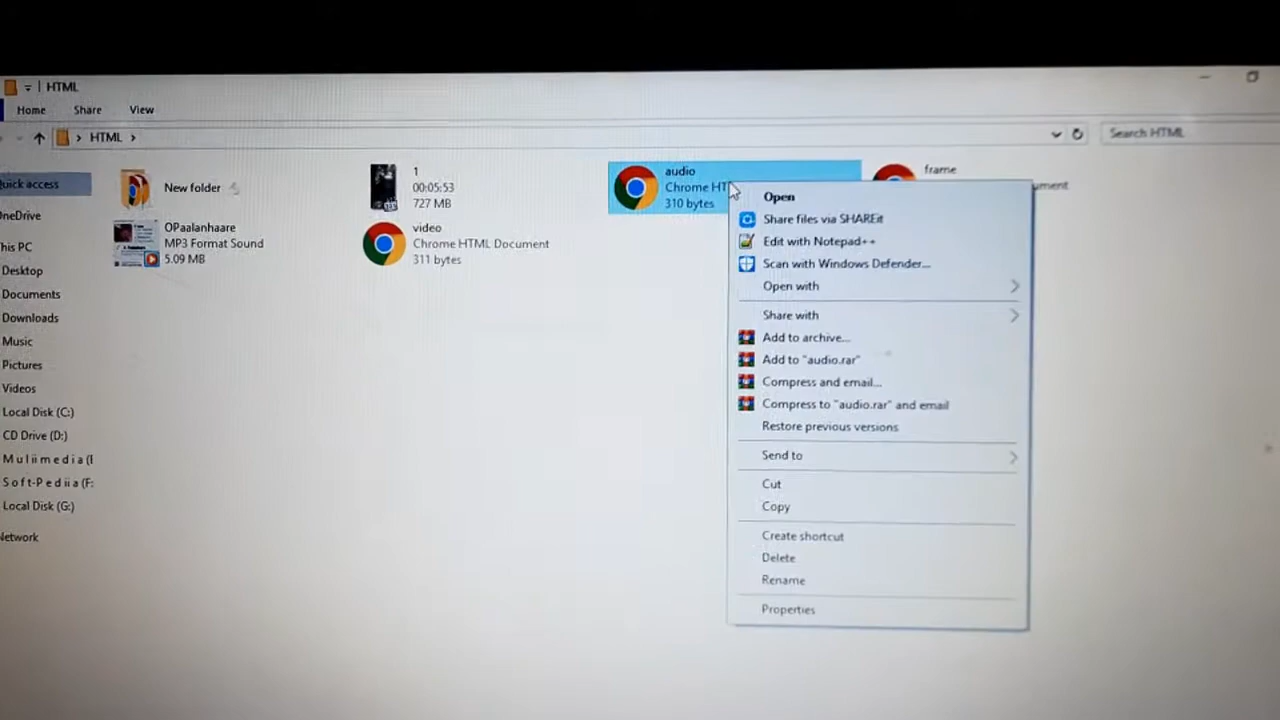 HTML
Home Share View
HTML
Search HTML
Quick access
OneDrive
This PC
Desktop
Documents
Downloads
Music
Pictures
Videos
Local Disk (C:)
CD Drive (D:)
Local Disk (G:)
Network
New folder
OPaalanhaare
MP3 Format Sound
5.09 MB
1
00:05:53
727 MB
video
Chrome HTML Document
311 bytes
audio
Chrome HT
310 bytes
frame
ument
Open
Share files via SHAREit
Edit with Notepad++
Scan with Windows Defender...
Open with
Share with
Add to archive...
Add to "audio.rar"
Compress and email...
Compress to "audio.rar" and email
Restore previous versions
Send to
Cut
Copy
Create shortcut
Delete
Rename
Properties